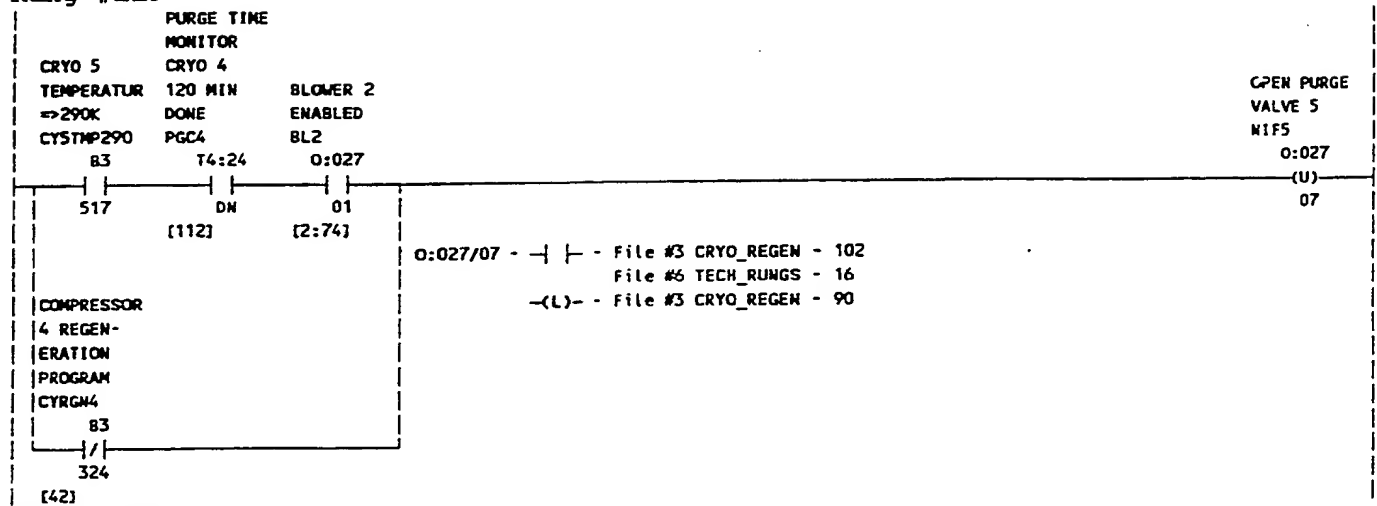 PURGE TIME
MONITOR
CRYO 5 CRYO 4
TEMPERATUR 120 MIN BLOWER 2 OPEN PURGE
=>290K DONE ENABLED VALVE 5
CY5TMP290 PGC4 BL2 NIF5
B3 T4:24 O:027 O:027
(U)
517 DN 01 07
[112] [2:74]
O:027/07 - ┤ ├ - File #3 CRYO_REGEN - 102
File #6 TECH_RUNGS - 16
-(L)- - File #3 CRYO_REGEN - 90
COMPRESSOR
4 REGEN-
ERATION
PROGRAM
CYRGN4
B3
/
324
[42]